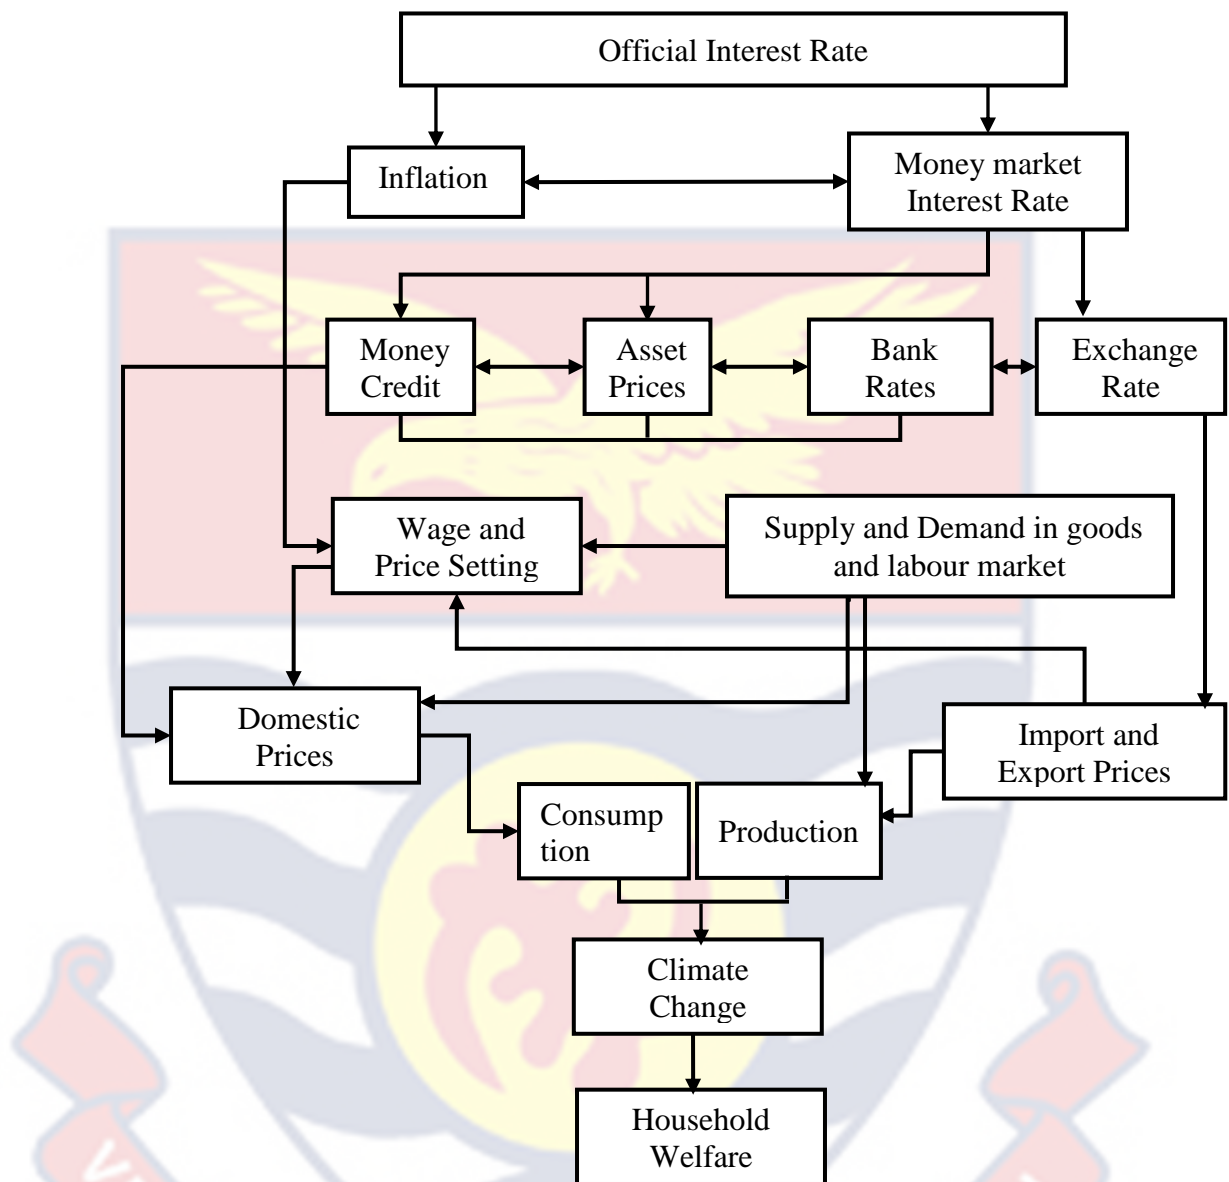 Official Interest Rate
Inflation
Money market
Interest Rate
Money
Credit
Asset
Prices
Bank
Rates
Exchange
Rate
Wage and
Price Setting
Supply and Demand in goods
and labour market
Domestic
Prices
Import and
Export Prices
Consump
tion
Production
Climate
Change
Household
Welfare